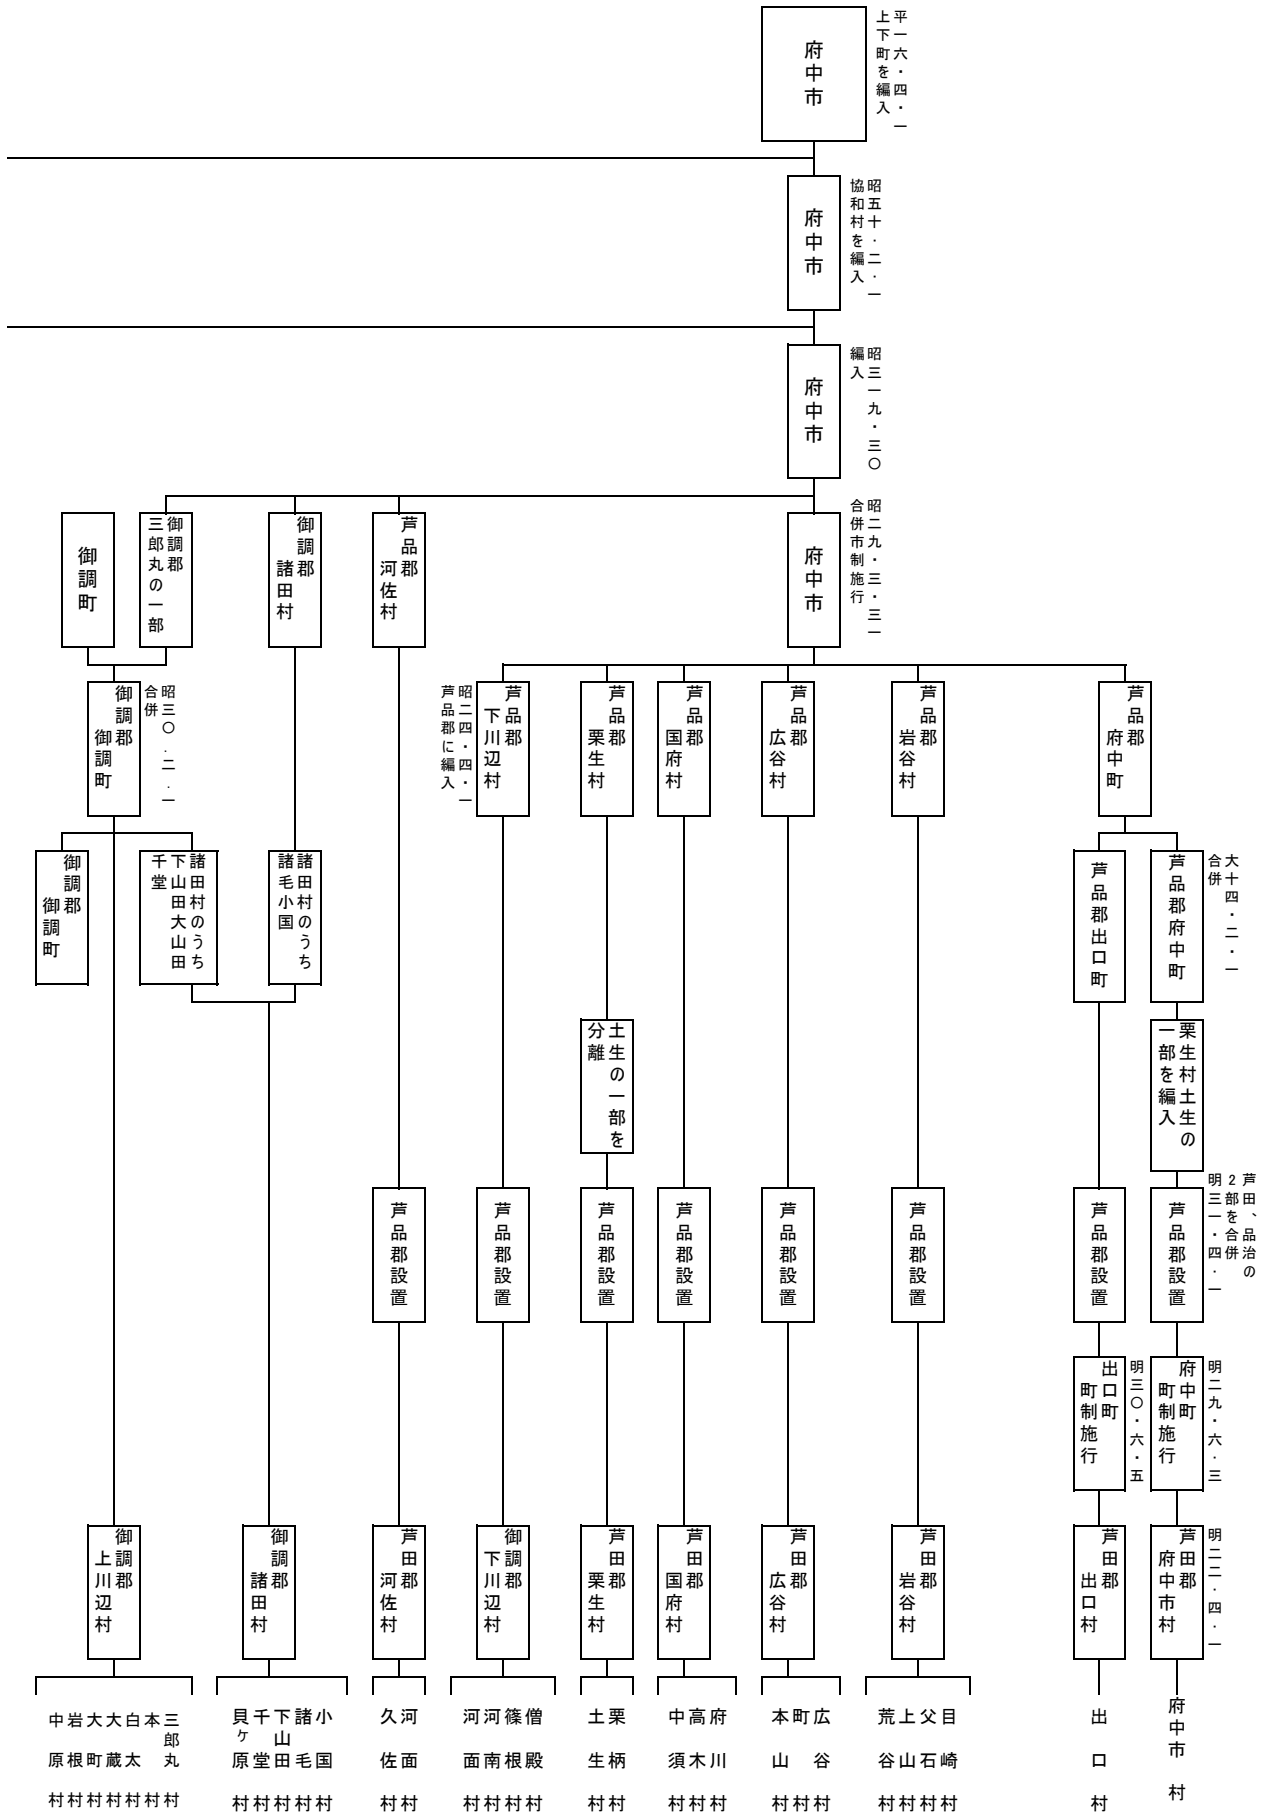 府中市
平一六・四・一
上下町を編入
府中市
昭五十・二・一
協和村を編入
府中市
昭三一九・三〇
編入
府中市
昭二九・三・三一
合併市制施行
芦品郡
河佐村
御調郡
諸田村
御調郡
三郎丸の一部
御調町
芦品郡
府中町
芦品郡
岩谷村
芦品郡
広谷村
芦品郡
国府村
芦品郡
栗生村
芦品郡
下川辺村
昭二四・四・一
芦品郡に編入
昭三〇・二・一
合併
御調郡
御調町
大十四・二・一
合併
芦品郡府中町
芦品郡出口町
諸田村のうち
諸毛小国
諸田村のうち
下山田大山田
千堂
御調郡
御調町
栗生村土生の
一部を編入
土生の一部を
分離
芦田、品治の
2部を合併
明三一・四・一
芦品郡設置
芦品郡設置
芦品郡設置
芦品郡設置
芦品郡設置
芦品郡設置
芦品郡設置
芦品郡設置
明二九・六・三
府中町
町制施行
明三〇・六・五
出口町
町制施行
明二二・四・一
芦田郡
府中市村
芦田郡
出口村
芦田郡
岩谷村
芦田郡
広谷村
芦田郡
国府村
芦田郡
栗生村
御調郡
下川辺村
芦田郡
河佐村
御調郡
諸田村
御調郡
上川辺村
府中市村
出口村
目崎村
父石村
上山村
荒谷村
広谷村
町村
本山村
府川村
高木村
中須村
栗柄村
土生村
僧殿村
篠根村
河南村
河面村
河面村
久佐村
小国村
諸毛村
下山田村
千堂村
貝ヶ原村
三郎丸村
本村
白太村
大蔵村
大町村
岩根村
中原村